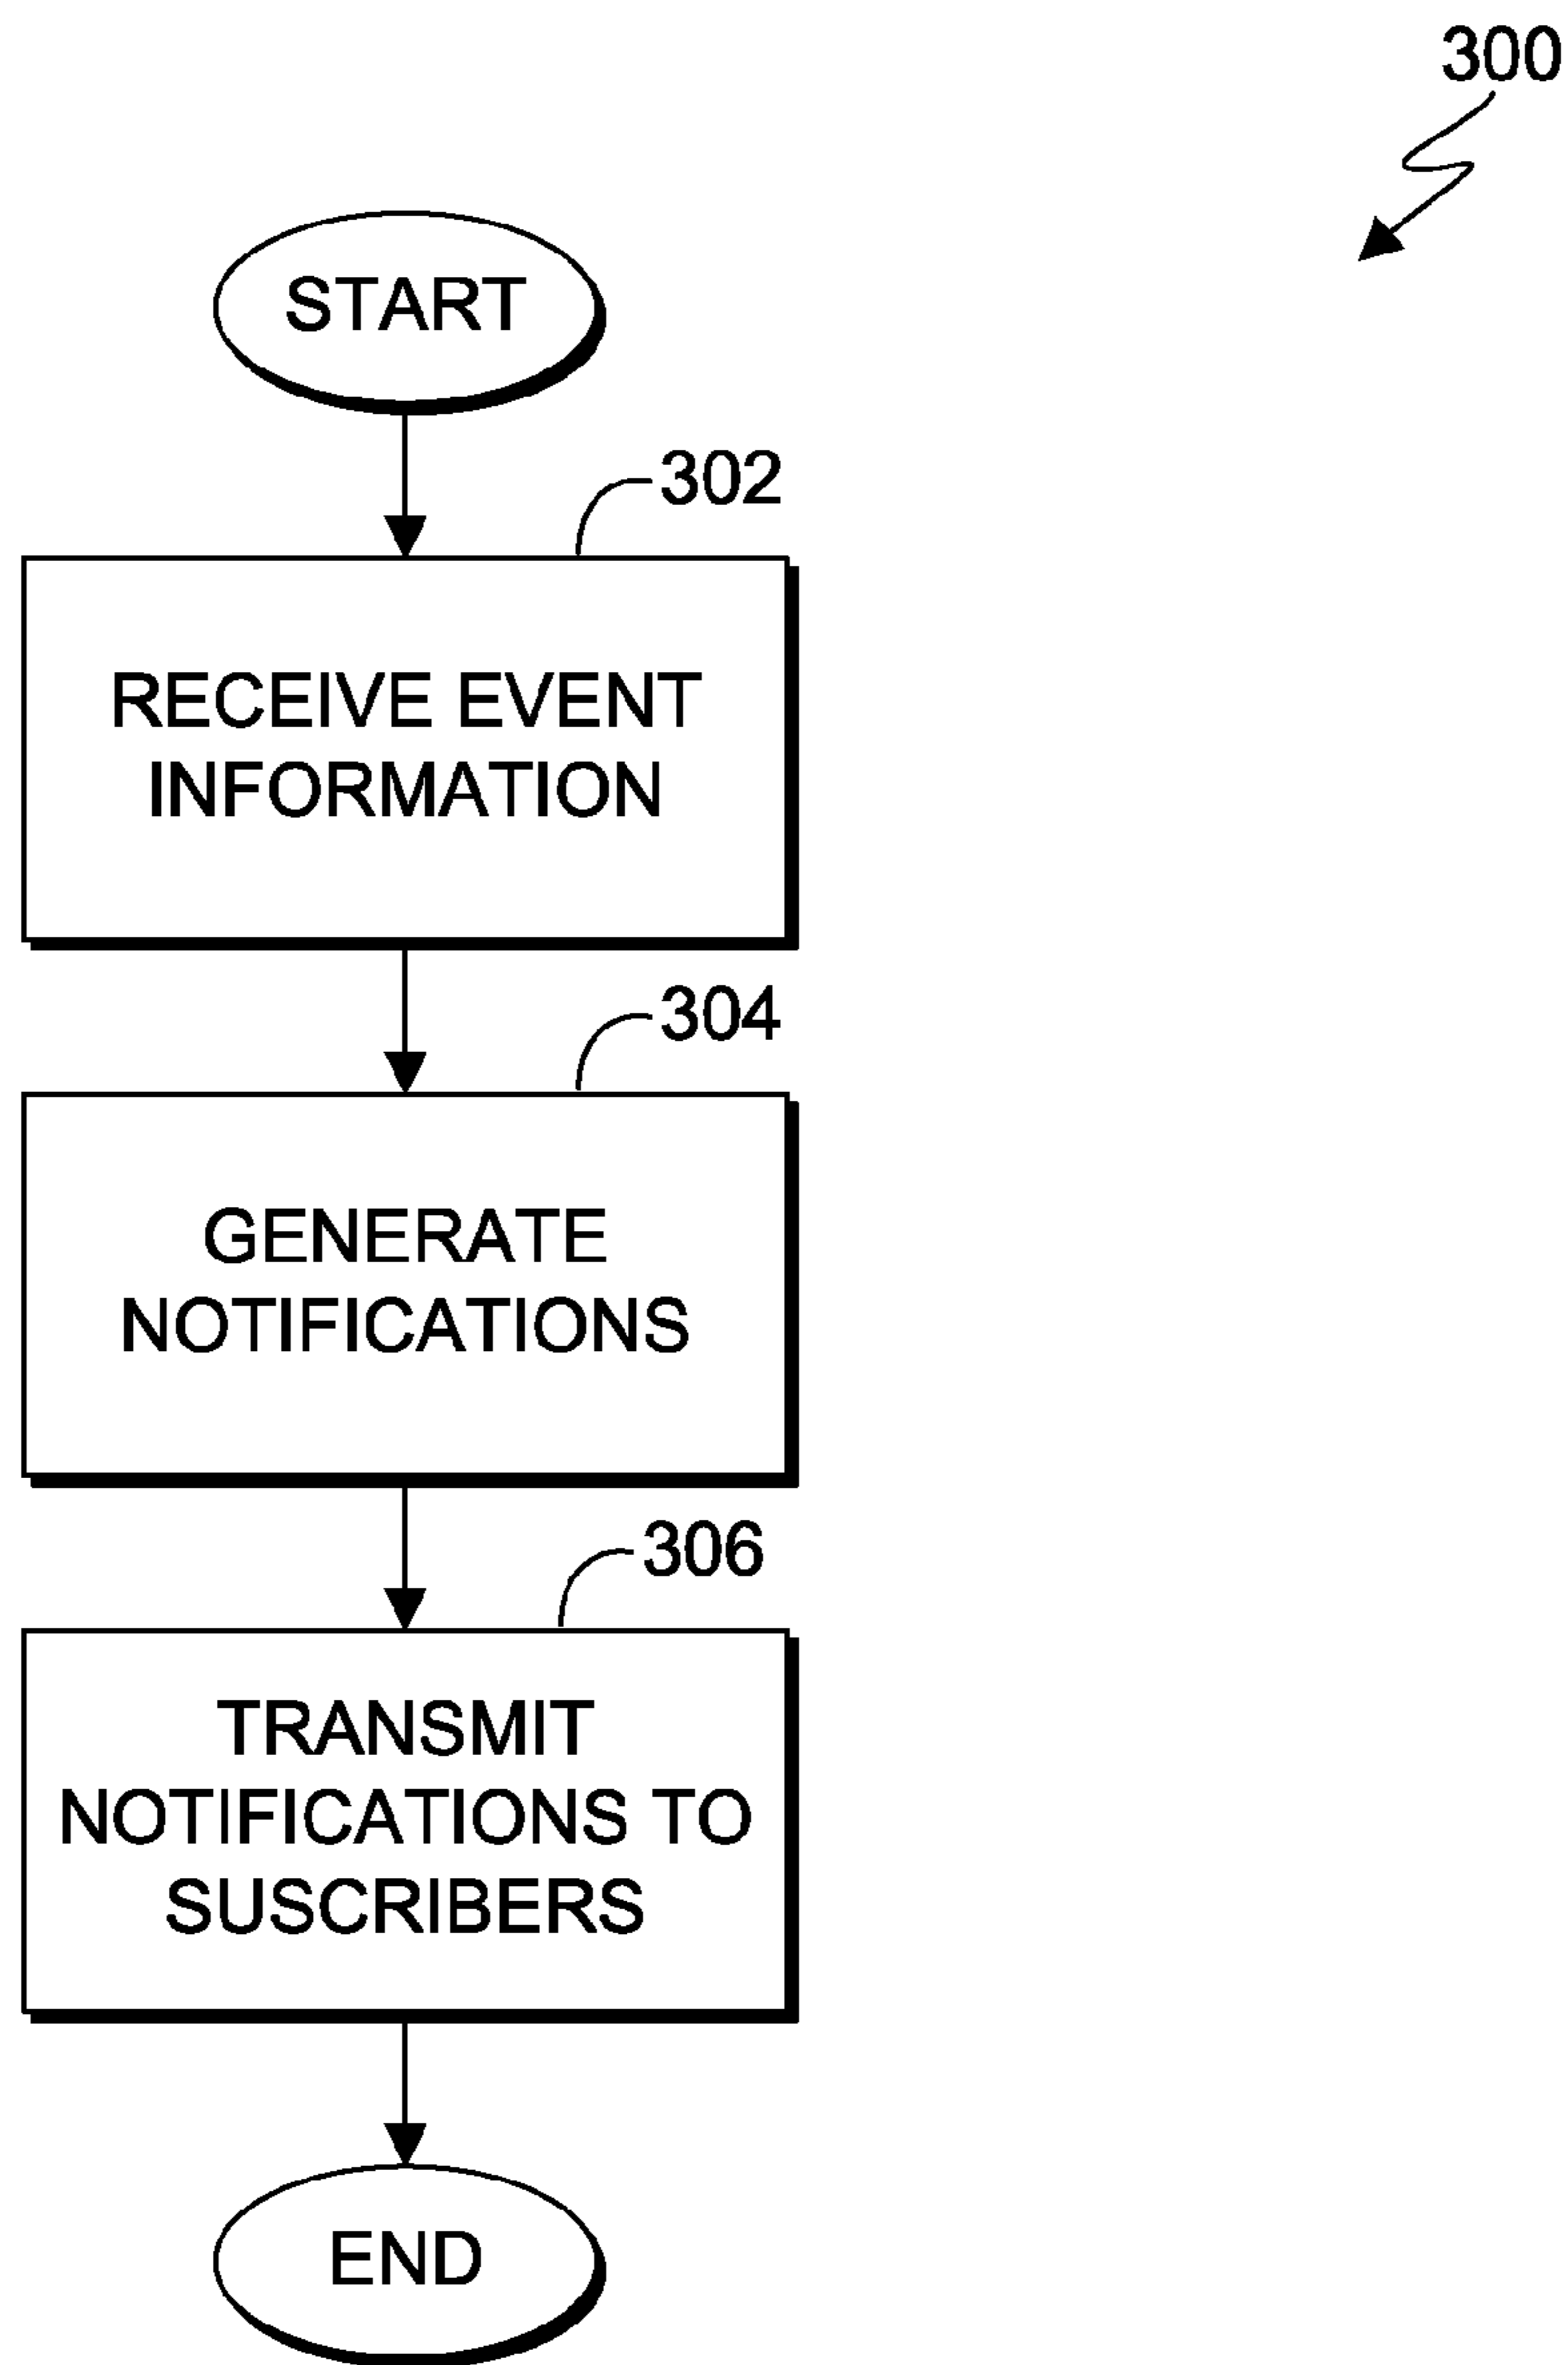 300
START
302
RECEIVE EVENT
INFORMATION
304
GENERATE
NOTIFICATIONS
306
TRANSMIT
NOTIFICATIONS TO
SUSCRIBERS
END